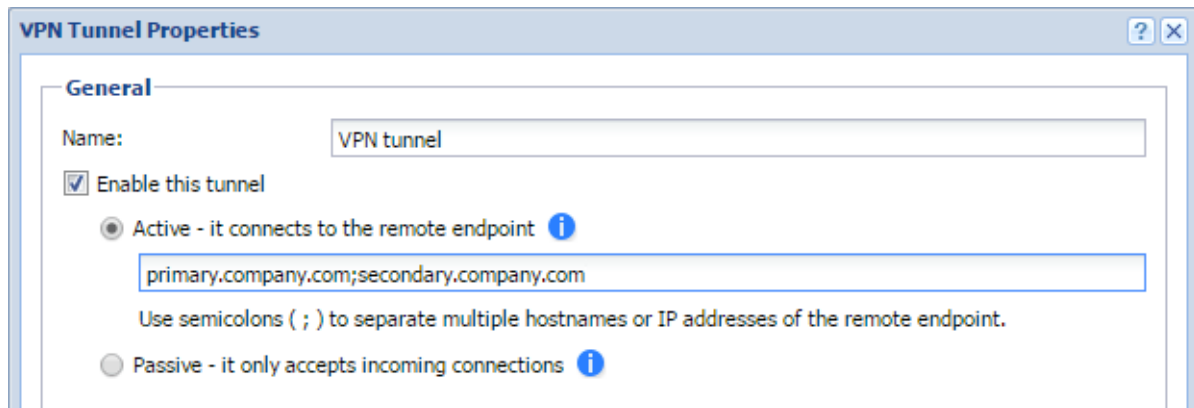 VPN Tunnel Properties
?
General
Name: VPN tunnel
Enable this tunnel
Active - it connects to the remote endpoint i
primary.company.com;secondary.company.com
Use semicolons ( ; ) to separate multiple hostnames or IP addresses of the remote endpoint.
Passive - it only accepts incoming connections i